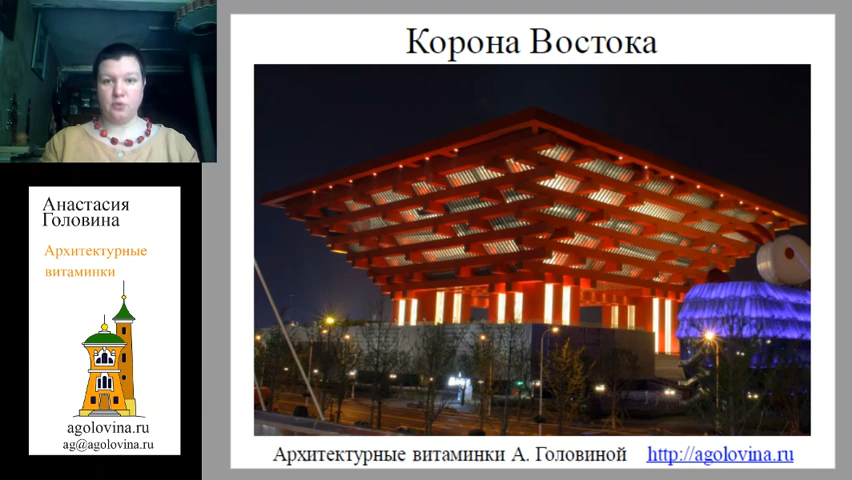 Корона Востока
Анастасия
Головина
Архитектурные
витаминки
agolovina.ru
ag@agolovina.ru
Архитектурные витаминки А. Головиной http://agolovina.ru